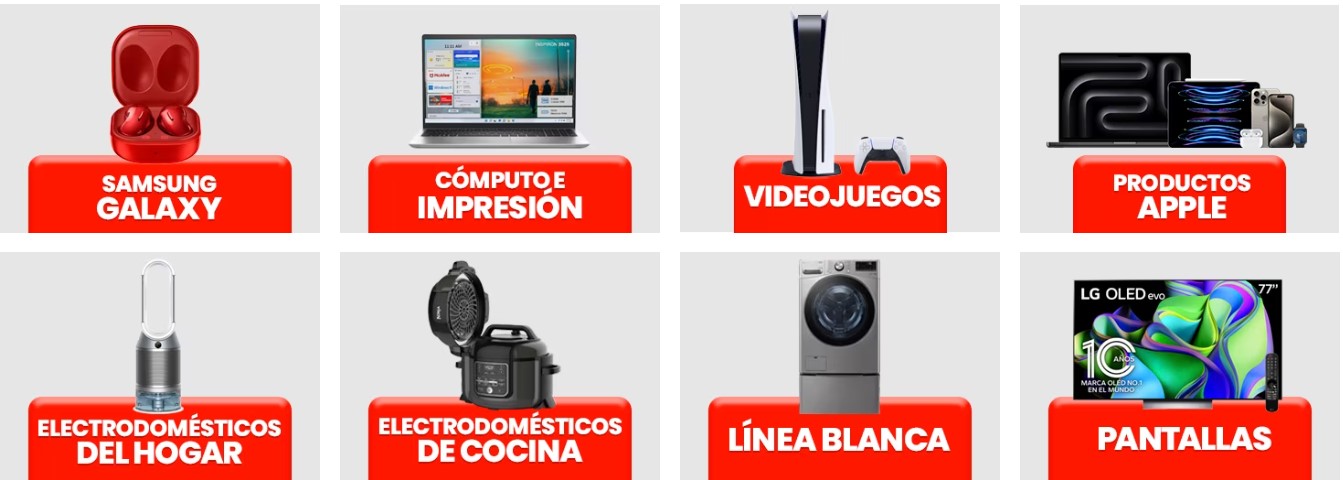 SAMSUNG
GALAXY
CÓMPUTO E
IMPRESIÓN
VIDEOJUEGOS
PRODUCTOS
APPLE
ELECTRODOMÉSTICOS
DEL HOGAR
ELECTRODOMÉSTICOS
DE COCINA
LÍNEA BLANCA
LG OLED evo 77”
10 AÑOS
MARCA OLED NO.1
EN EL MUNDO
PANTALLAS